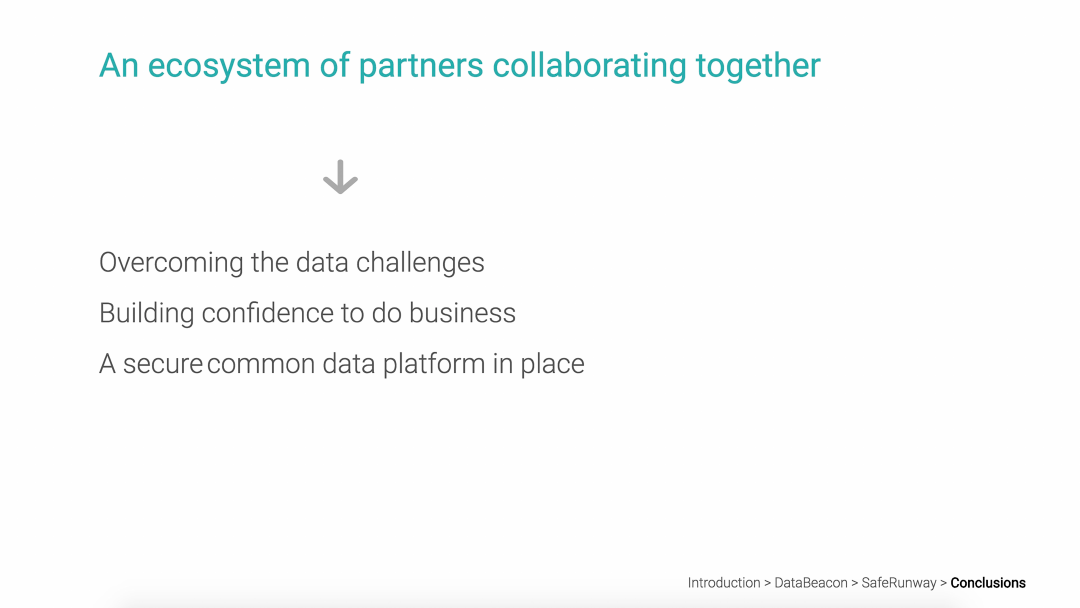 An ecosystem of partners collaborating together
Overcoming the data challenges
Building confidence to do business
A secure common data platform in place
Introduction > DataBeacon > SafeRunway > Conclusions